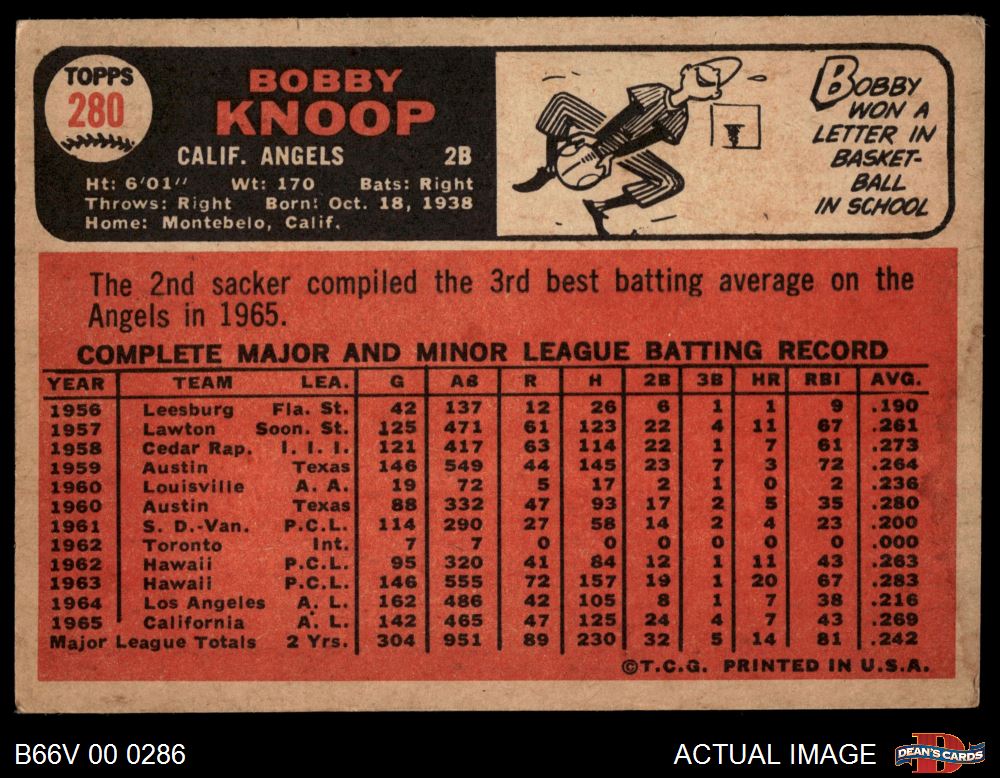 TOPPS
280
BOBBY
KNOOP
CALIF. ANGELS 2B
Ht: 6'01" Wt: 170 Bats: Right
Throws: Right Born: Oct. 18, 1938
Home: Montebelo, Calif.
BOBBY
WON A
LETTER IN
BASKET-
BALL
IN SCHOOL
The 2nd sacker compiled the 3rd best batting average on the
Angels in 1965.
COMPLETE MAJOR AND MINOR LEAGUE BATTING RECORD
YEAR TEAM LEA. G AB R H 2B 3B HR RBI AVG.
1956 Leesburg Fla. St. 42 137 12 26 6 1 1 9 .190
1957 Lawton Soon. St. 125 471 61 123 22 4 11 67 .261
1958 Cedar Rap. I. I. I. 121 417 63 114 22 1 7 61 .273
1959 Austin Texas 146 549 44 145 23 7 3 72 .264
1960 Louisville A. A. 19 72 5 17 2 1 0 2 .236
1960 Austin Texas 88 332 47 93 17 2 5 35 .280
1961 S. D.-Van. P.C.L. 114 290 27 58 14 2 4 23 .200
1962 Toronto Int. 7 7 0 0 0 0 0 0 .000
1962 Hawaii P.C.L. 95 320 41 84 12 1 11 43 .263
1963 Hawaii P.C.L. 146 555 72 157 19 1 20 67 .283
1964 Los Angeles A. L. 162 486 42 105 8 1 7 38 .216
1965 California A. L. 142 465 47 125 24 4 7 43 .269
Major League Totals 2 Yrs. 304 951 89 230 32 5 14 81 .242
©T.C.G. PRINTED IN U.S.A.
B66V 00 0286 ACTUAL IMAGE
DEAN'S CARDS